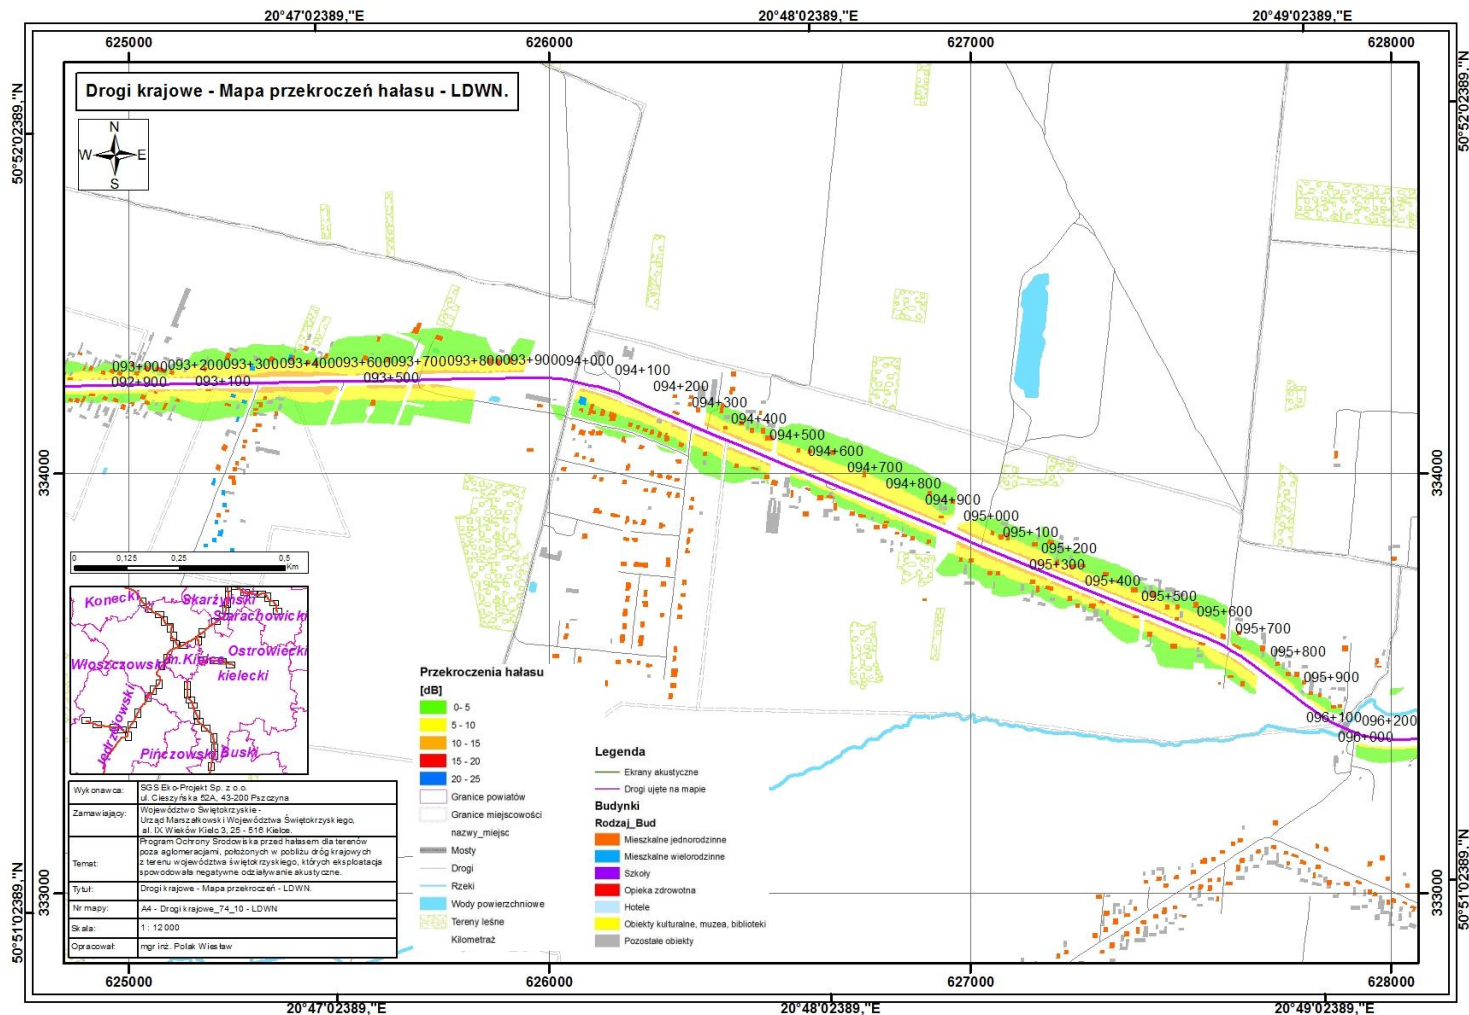 20°47'02389,"E
20°48'02389,"E
20°49'02389,"E
625000
626000
627000
628000
50°52'02389,"N
50°52'02389,"N
Drogi krajowe - Mapa przekroczeń hałasu - LDWN.
N
W
E
S
093+000
093+200
093+300
093+400
093+600
093+700
093+800
093+900
094+000
092+900
093+100
093+500
094+100
094+200
094+300
094+400
094+500
094+600
094+700
094+800
094+900
095+000
095+100
095+200
095+300
095+400
095+500
095+600
095+700
095+800
095+900
096+100
096+200
096+000
334000
334000
0
0,125
0,25
0,5
Km
Konecki
Skarżyski
Starachowicki
Włoszczowski
m.Kielce
Ostrowiecki
kielecki
Jędrzejowski
Pińczowski
Buski
Przekroczenia hałasu
[dB]
0- 5
5 - 10
10 - 15
15 - 20
20 - 25
Granice powiatów
Granice miejscowości
nazwy_miejsc
Mosty
Drogi
Rzeki
Wody powierzchniowe
Tereny leśne
Kilometraż
Legenda
Ekrany akustyczne
Drogi ujęte na mapie
Budynki
Rodzaj_Bud
Mieszkalne jednorodzinne
Mieszkalne wielorodzinne
Szkoły
Opieka zdrowotna
Hotele
Obiekty kulturalne, muzea, biblioteki
Pozostałe obiekty
Wykonawca:
SGS Eko-Projekt Sp. z o.o.
ul. Cieszyńska 52A, 43-200 Pszczyna
Zamawiający:
Województwo Świętokrzyskie -
Urząd Marszałkowski Województwa Świętokrzyskiego,
al. IX Wieków Kielc 3, 25 - 516 Kielce.
Temat:
Program Ochrony Środowiska przed hałasem dla terenów
poza aglomeracjami, położonych w pobliżu dróg krajowych
z terenu województwa świętokrzyskiego, których eksploatacja
spowodowała negatywne odziaływanie akustyczne.
Tytuł:
Drogi krajowe - Mapa przekroczeń - LDWN.
Nr mapy:
A4 - Drogi krajowe_74_10 - LDWN
Skala:
1 : 12 000
Opracował:
mgr inż. Polak Wiesław
333000
333000
50°51'02389,"N
50°51'02389,"N
625000
626000
627000
628000
20°47'02389,"E
20°48'02389,"E
20°49'02389,"E